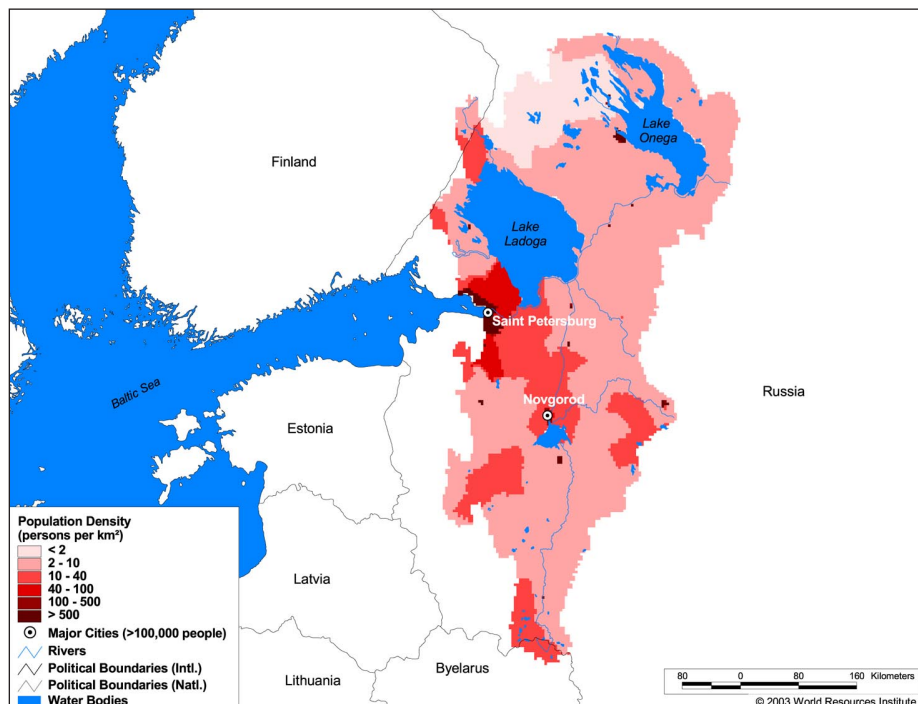 Finland
Lake
Onega
Lake
Ladoga
Saint Petersburg
Baltic Sea
Russia
Novgorod
Estonia
Population Density
(persons per km²)
< 2
2 - 10
10 - 40
40 - 100
100 - 500
> 500
Major Cities (>100,000 people)
Rivers
Political Boundaries (Intl.)
Political Boundaries (Natl.)
Water Bodies
Latvia
Lithuania
Byelarus
80 0 80 160 Kilometers
© 2003 World Resources Institute